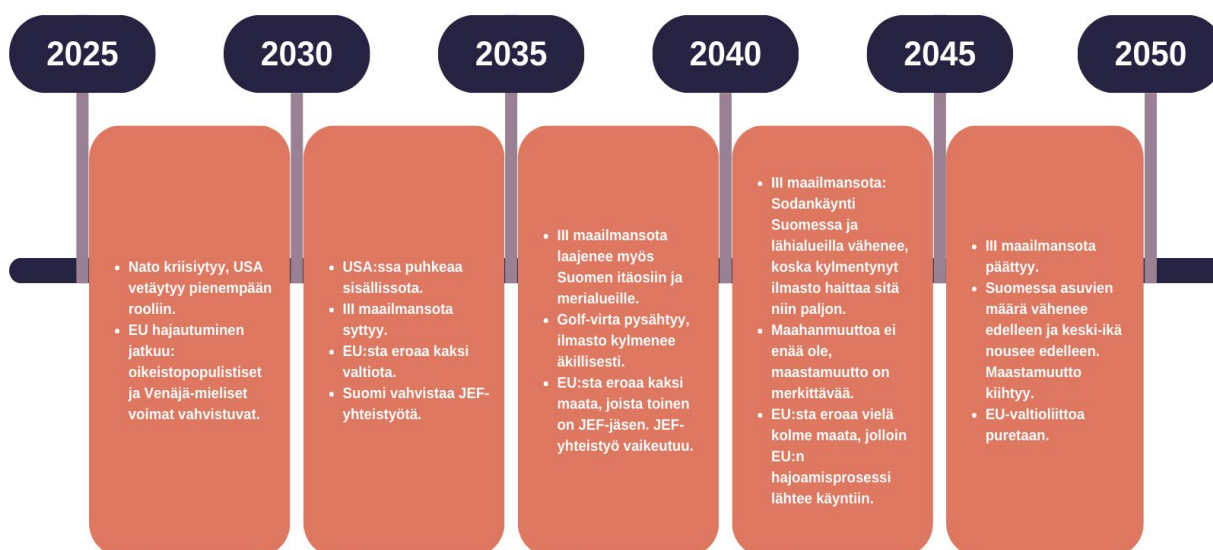 2025
2030
2035
2040
2045
2050
• Nato kriisiytyy, USA
vetäytyy pienempään
rooliin.
• EU hajautuminen
jatkuu:
oikeistopopulistiset
ja Venäjä-mieliset
voimat vahvistuvat.
• USA:ssa puhkeaa
sisällissota.
• III maailmansota
syttyy.
• EU:sta eroaa kaksi
valtiota.
• Suomi vahvistaa JEF-
yhteistyötä.
• III maailmansota
laajenee myös
Suomen itäosiin ja
merialueille.
• Golf-virta pysähtyy,
ilmasto kylmenee
äkillisesti.
• EU:sta eroaa kaksi
maata, joista toinen
on JEF-jäsen. JEF-
yhteistyö vaikeutuu.
• III maailmansota:
Sodankäynti
Suomessa ja
lähialueilla vähenee,
koska kylmentynyt
ilmasto haittaa sitä
niin paljon.
• Maahanmuuttoa ei
enää ole,
maastamuutto on
merkittävää.
• EU:sta eroaa vielä
kolme maata, jolloin
EU:n
hajoamisprosessi
lähtee käyntiin.
• III maailmansota
päättyy.
• Suomessa asuvien
määrä vähenee
edelleen ja keski-ikä
nousee edelleen.
Maastamuutto
kiihtyy.
• EU-valtioliittoa
puretaan.